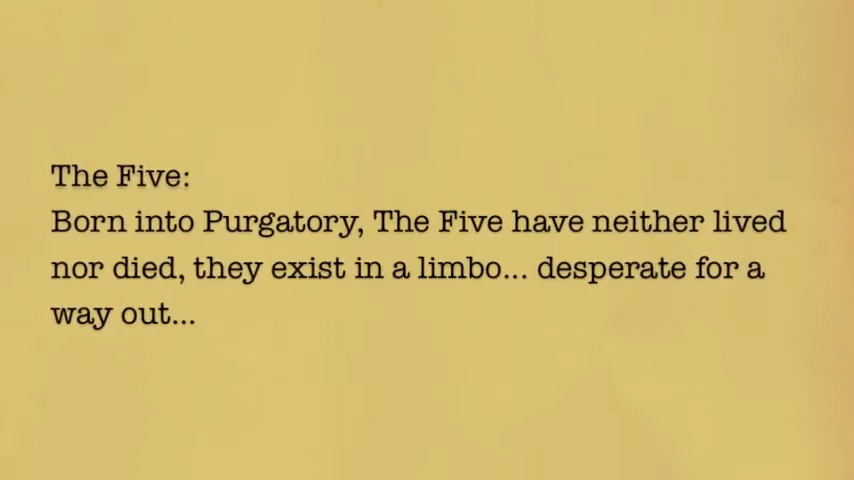 The Five:
Born into Purgatory, The Five have neither lived
nor died, they exist in a limbo... desperate for a
way out...